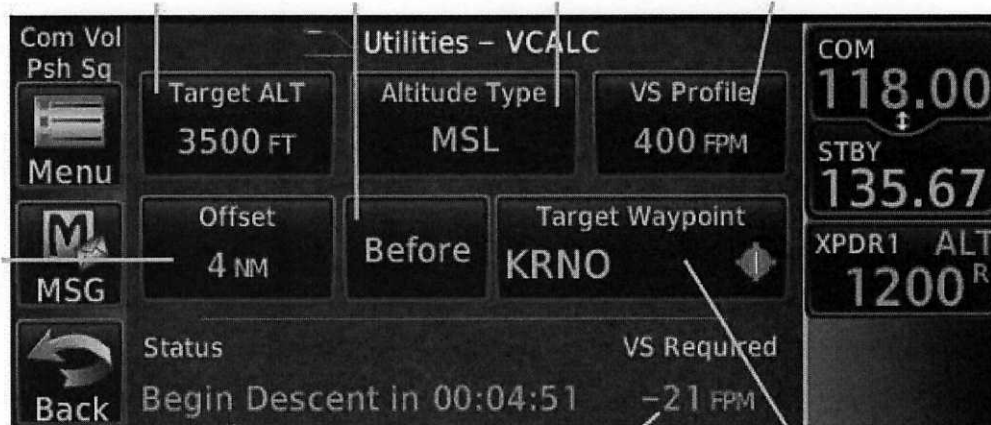 Com Vol
Psh Sq
Utilities – VCALC
Menu
MSG
Back
Target ALT
3500 FT
Altitude Type
MSL
VS Profile
400 FPM
Offset
4 NM
Before
Target Waypoint
KRNO
Status
Begin Descent in 00:04:51
VS Required
-21 FPM
COM
118.00
STBY
135.67
XPDR1 ALT
1200 R